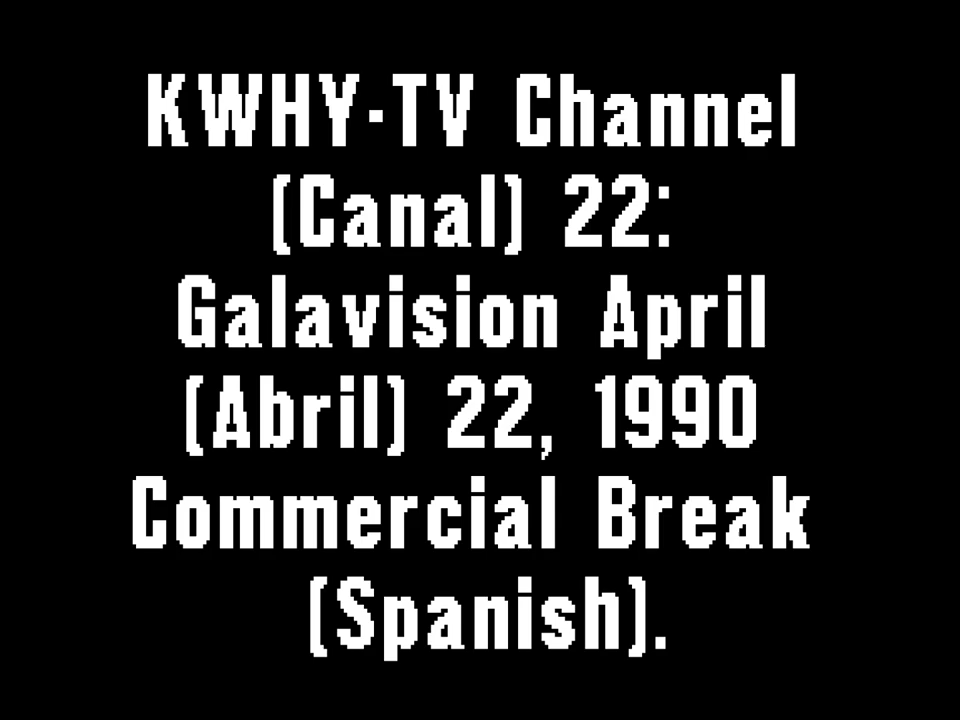 KWHY-TV Channel
(Canal) 22:
Galavision April
(Abril) 22, 1990
Commercial Break
(Spanish).